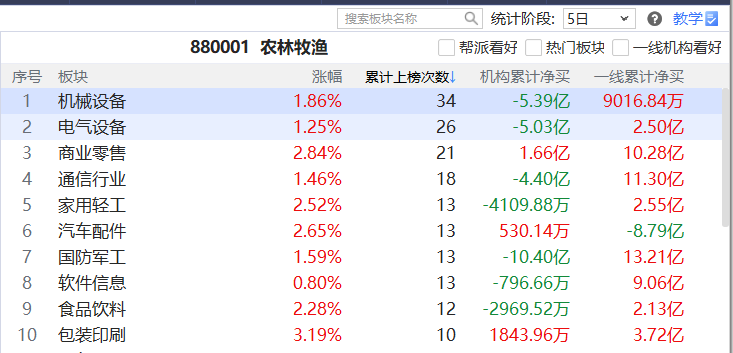 搜索板块名称 统计阶段: 5日 ? 教学
880001 农林牧渔 帮派看好 热门板块 一线机构看好
序号 板块 涨幅 累计上榜次数↓ 机构累计净买 一线累计净买
1 机械设备 1.86% 34 -5.39亿 9016.84万
2 电气设备 1.25% 26 -5.03亿 2.50亿
3 商业零售 2.84% 21 1.66亿 10.28亿
4 通信行业 1.46% 18 -4.40亿 11.30亿
5 家用轻工 2.52% 13 -4109.88万 2.55亿
6 汽车配件 2.65% 13 530.14万 -8.79亿
7 国防军工 1.59% 13 -10.40亿 13.21亿
8 软件信息 0.80% 13 -796.66万 9.06亿
9 食品饮料 2.28% 12 -2969.52万 2.13亿
10 包装印刷 3.19% 10 1843.96万 3.72亿